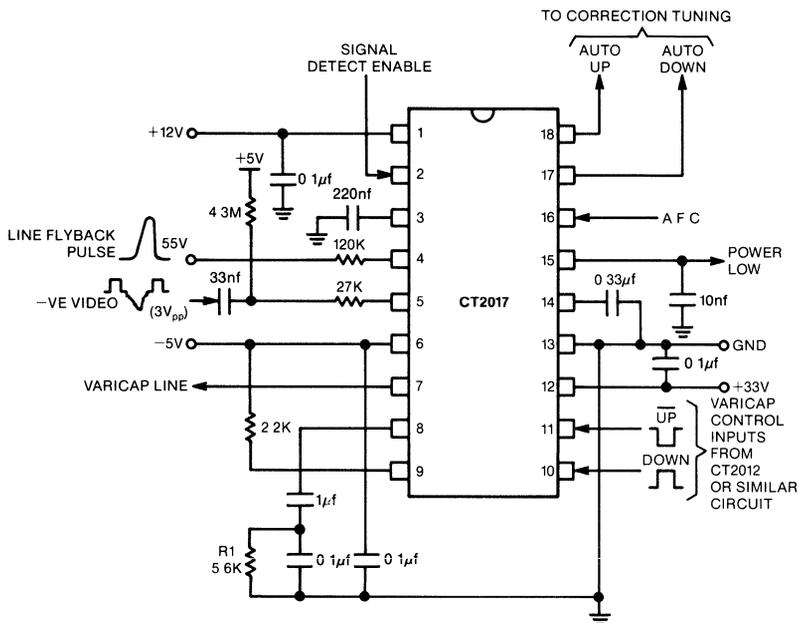 TO CORRECTION TUNING
AUTO
UP
AUTO
DOWN
SIGNAL
DETECT ENABLE
+12V
0 1µf
+5V
4 3M
220nf
LINE FLYBACK
PULSE
55V
120K
33nf
-VE VIDEO
(3Vpp)
27K
-5V
VARICAP LINE
2 2K
1µf
R1
5 6K
0 1µf
0 1µf
CT2017
1
2
3
4
5
6
7
8
9
18
17
16
15
14
13
12
11
10
A F C
POWER
LOW
0 33µf
10nf
GND
0 1µf
+33V
UP
DOWN
VARICAP
CONTROL
INPUTS
FROM
CT2012
OR SIMILAR
CIRCUIT